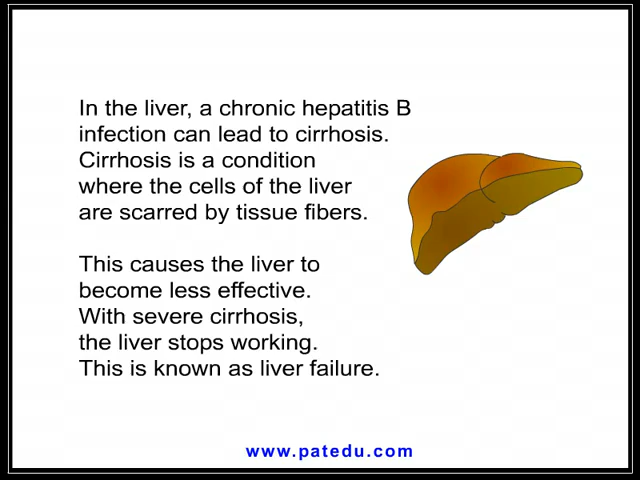 In the liver, a chronic hepatitis B
infection can lead to cirrhosis.
Cirrhosis is a condition
where the cells of the liver
are scarred by tissue fibers.
This causes the liver to
become less effective.
With severe cirrhosis,
the liver stops working.
This is known as liver failure.
www.patedu.com